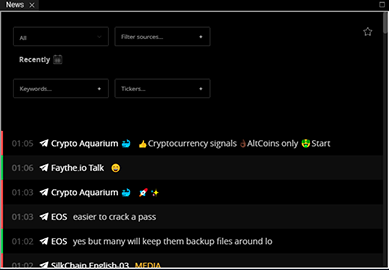 News
All
Filter sources...
Recently
Keywords...
Tickers...
01:05 Crypto Aquarium Cryptocurrency signals AltCoins only Start
01:06 Faythe.io Talk
01:03 Crypto Aquarium
01:03 EOS easier to crack a pass
01:02 EOS yes but many will keep them backup files around lo
01:02 SilkChain English-03 MEDIA